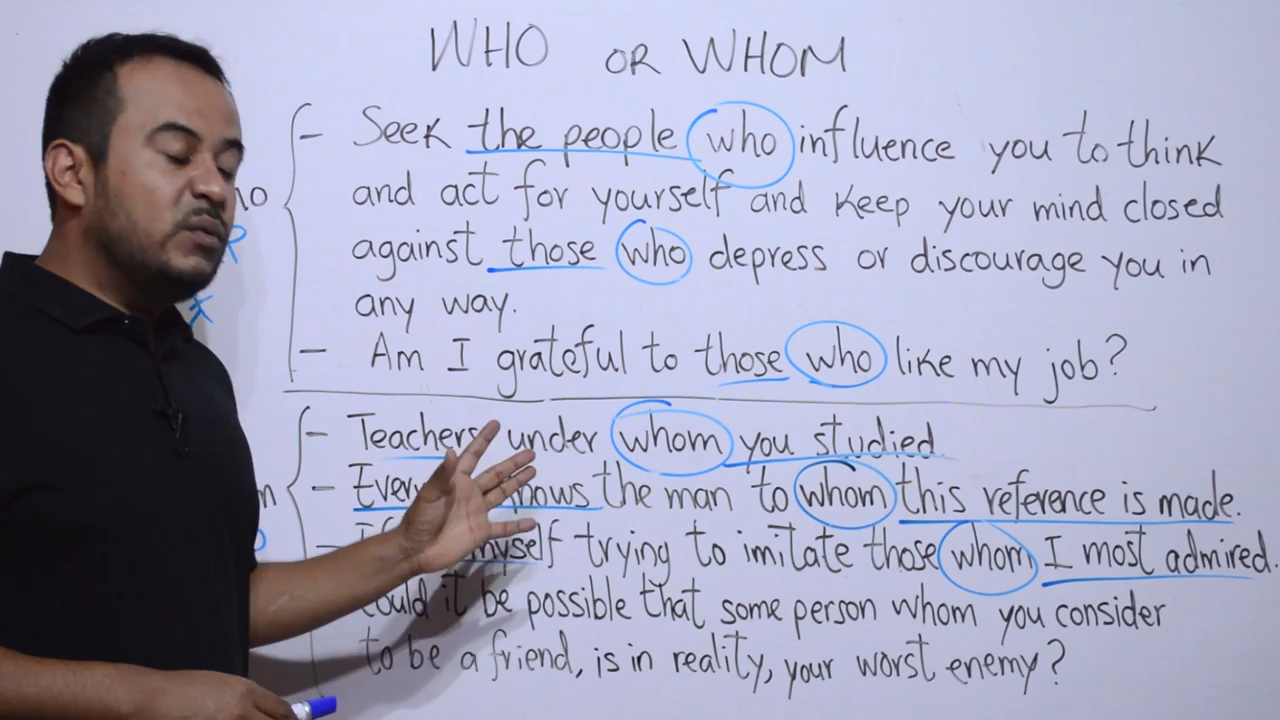 WHO OR WHOM
- Seek the people who influence you to think
and act for yourself and keep your mind closed
against those who depress or discourage you in
any way.
- Am I grateful to those who like my job?
- Teachers under whom you studied.
- knows the man to whom this reference is made.
- myself trying to imitate those whom I most admired.
could it be possible that some person whom you consider
to be a friend, is in reality, your worst enemy?